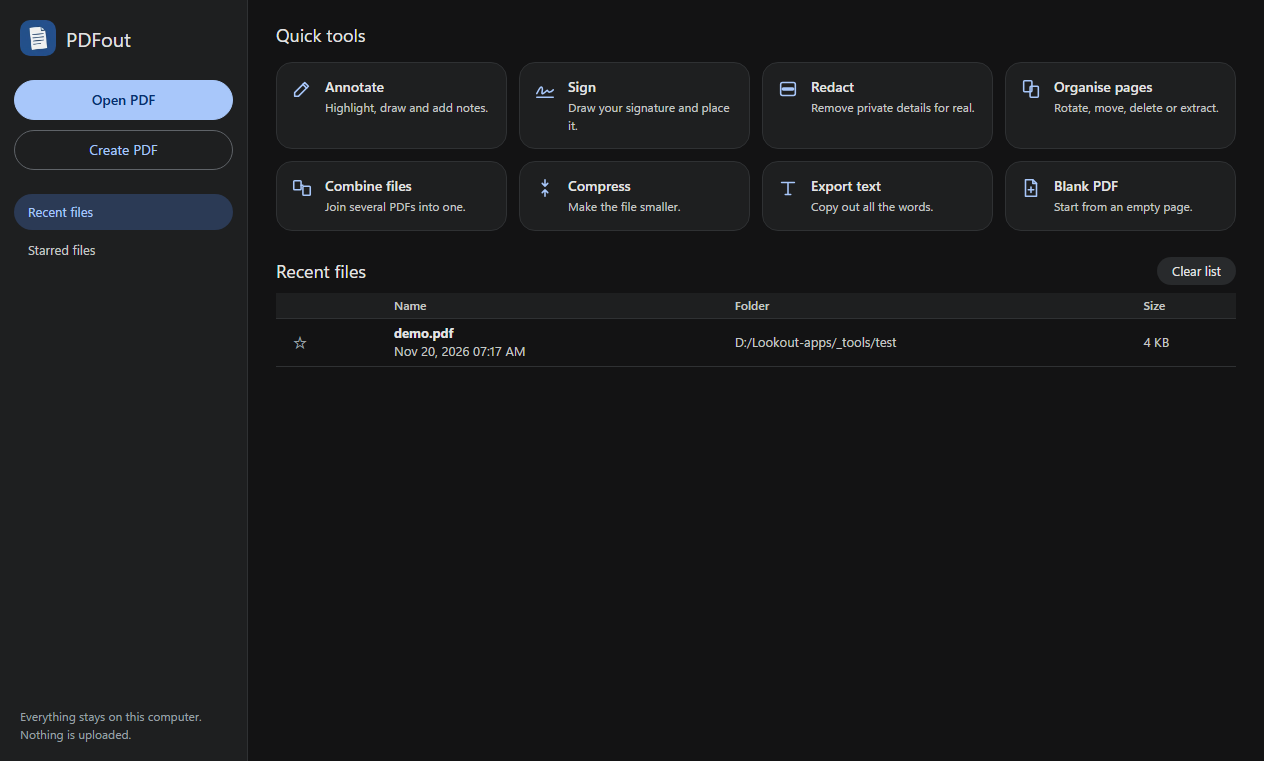 PDFout
Open PDF
Create PDF
Recent files
Starred files
Everything stays on this computer.
Nothing is uploaded.
Quick tools
Annotate
Highlight, draw and add notes.
Sign
Draw your signature and place
it.
Redact
Remove private details for real.
Organise pages
Rotate, move, delete or extract.
Combine files
Join several PDFs into one.
Compress
Make the file smaller.
Export text
Copy out all the words.
Blank PDF
Start from an empty page.
Recent files
Clear list
Name Folder Size
demo.pdf
Nov 20, 2026 07:17 AM
D:/Lookout-apps/_tools/test
4 KB